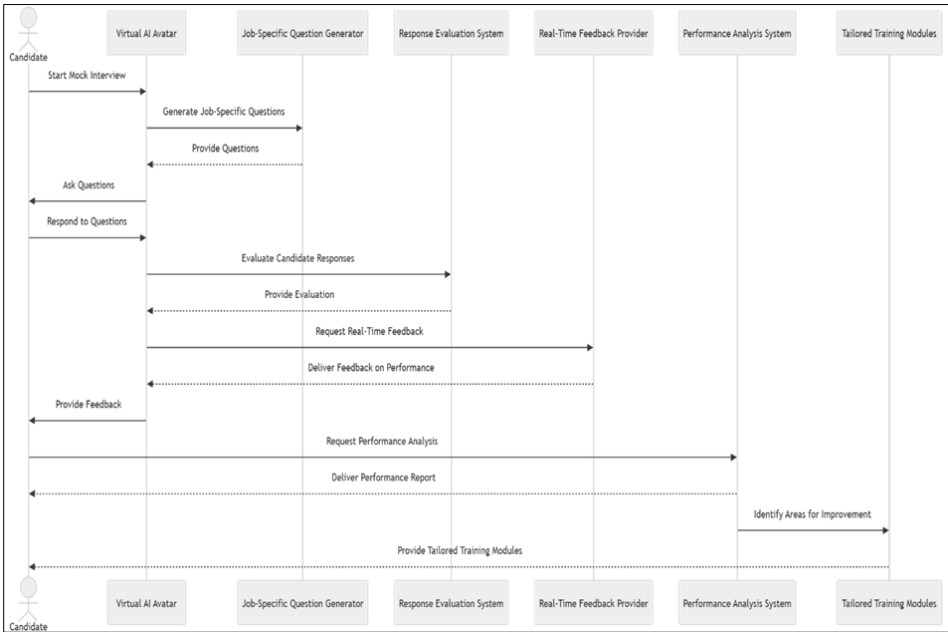 Virtual AI Avatar
Job-Specific Question Generator
Response Evaluation System
Real-Time Feedback Provider
Performance Analysis System
Tailored Training Modules
Candidate
Start Mock Interview
Generate Job-Specific Questions
Provide Questions
Ask Questions
Respond to Questions
Evaluate Candidate Responses
Provide Evaluation
Request Real-Time Feedback
Deliver Feedback on Performance
Provide Feedback
Request Performance Analysis
Deliver Performance Report
Identify Areas for Improvement
Provide Tailored Training Modules
Virtual AI Avatar
Job-Specific Question Generator
Response Evaluation System
Real-Time Feedback Provider
Performance Analysis System
Tailored Training Modules
Candidate